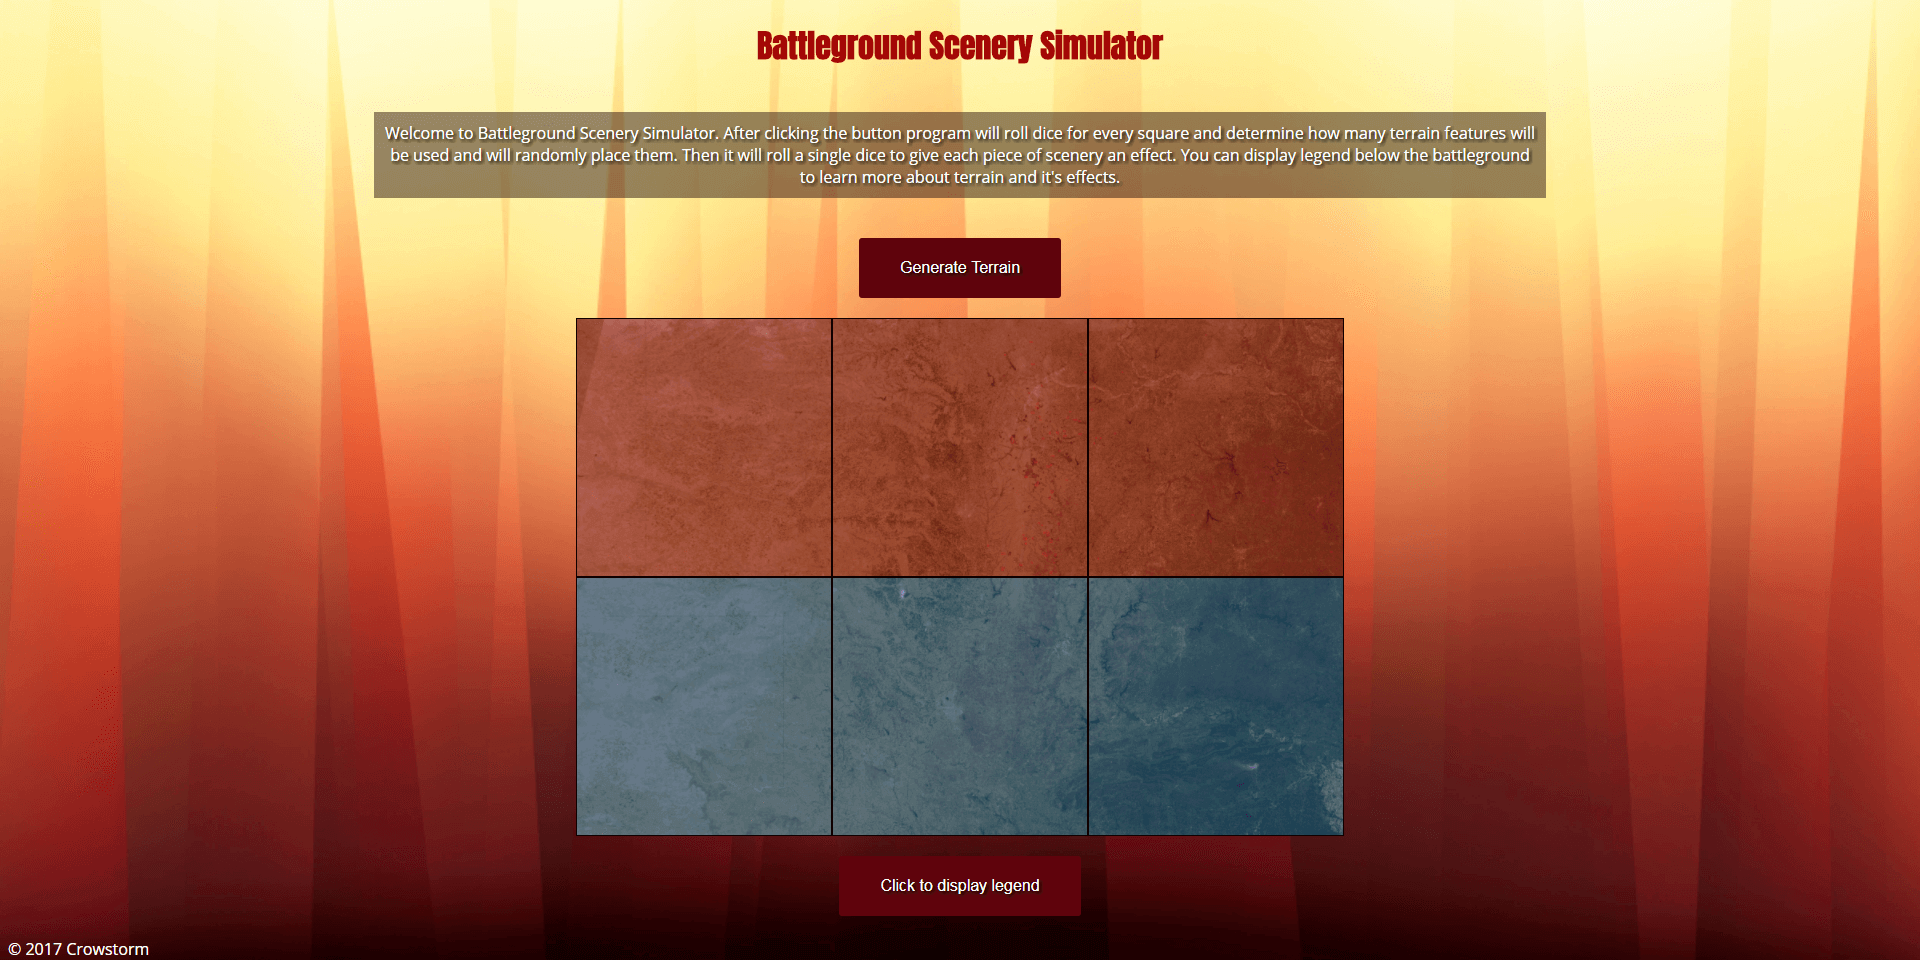 Battleground Scenery Simulator
Welcome to Battleground Scenery Simulator. After clicking the button program will roll dice for every square and determine how many terrain features will
be used and will randomly place them. Then it will roll a single dice to give each piece of scenery an effect. You can display legend below the battleground
to learn more about terrain and it's effects.
Generate Terrain
Click to display legend
© 2017 Crowstorm